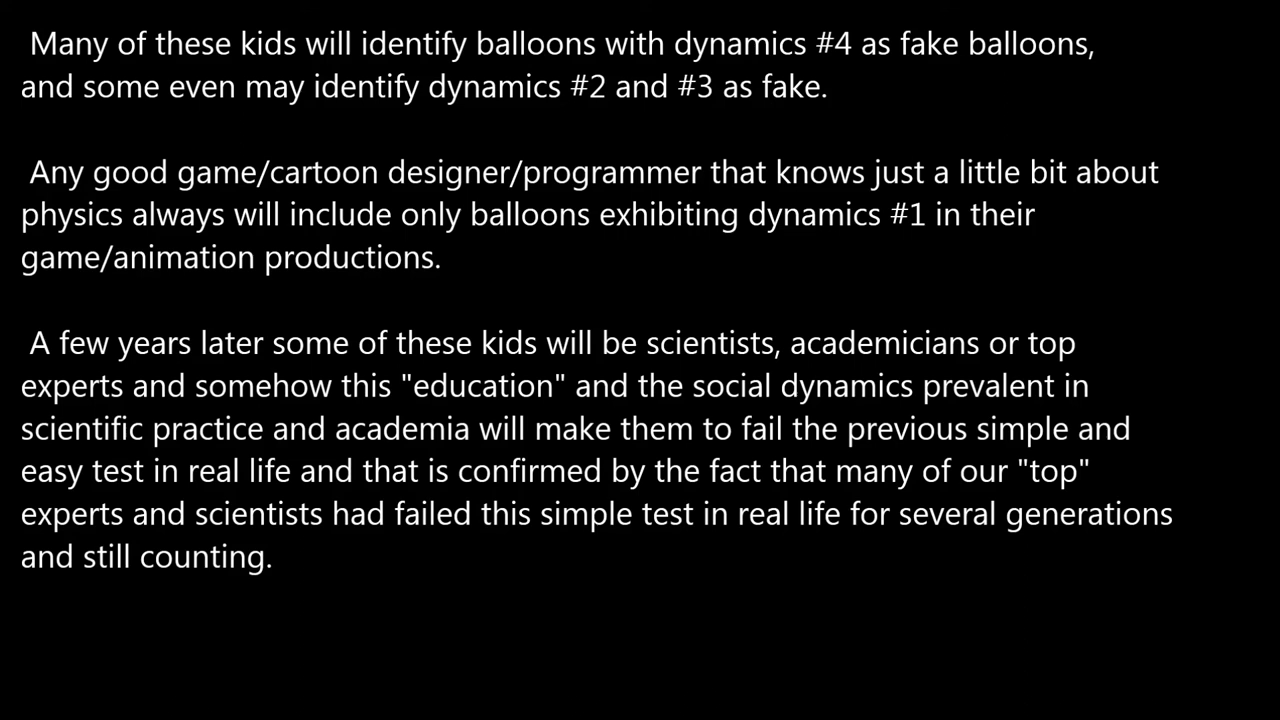 Many of these kids will identify balloons with dynamics #4 as fake balloons,
and some even may identify dynamics #2 and #3 as fake.
Any good game/cartoon designer/programmer that knows just a little bit about
physics always will include only balloons exhibiting dynamics #1 in their
game/animation productions.
A few years later some of these kids will be scientists, academicians or top
experts and somehow this "education" and the social dynamics prevalent in
scientific practice and academia will make them to fail the previous simple and
easy test in real life and that is confirmed by the fact that many of our "top"
experts and scientists had failed this simple test in real life for several generations
and still counting.